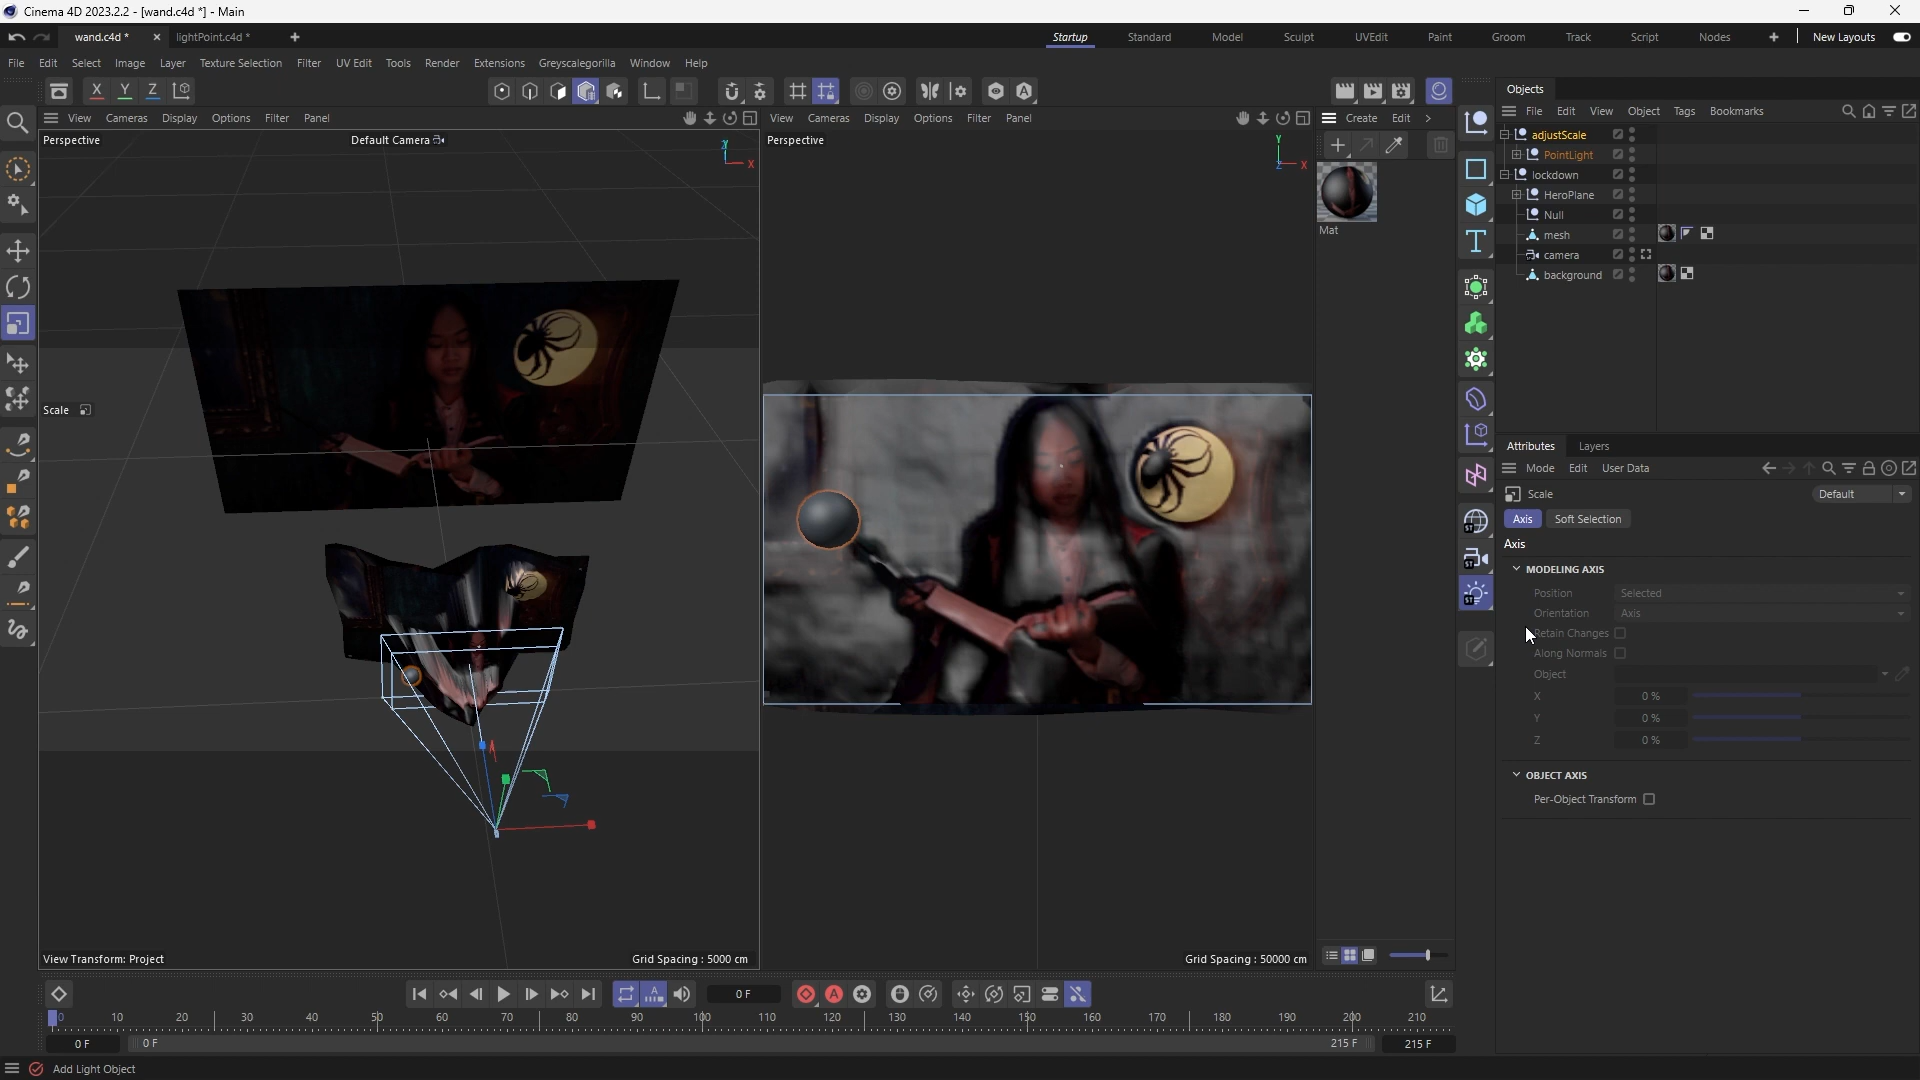 Cinema 4D 2023.2.2 - [wand.c4d *] - Main
wand.c4d *
lightPoint.c4d *
Startup
Standard
Model
Sculpt
UVEdit
Paint
Groom
Track
Script
Nodes
New Layouts
File Edit Select Image Layer Texture Selection Filter UV Edit Tools Render Extensions Greyscalegorilla Window Help
X Y Z
Objects
View Cameras Display Options Filter Panel
View Cameras Display Options Filter Panel
Create Edit
File Edit View Object Tags Bookmarks
Perspective
Default Camera
Y
X
Perspective
Y
Z X
adjustScale
PointLight
lockdown
HeroPlane
Null
mesh
camera
background
Mat
Scale
Attributes Layers
Mode Edit User Data
Scale
Default
Axis Soft Selection
Axis
MODELING AXIS
Position Selected
Orientation Axis
Retain Changes
Along Normals
Object
X 0 %
Y 0 %
Z 0 %
OBJECT AXIS
Per-Object Transform
View Transform: Project
Grid Spacing : 5000 cm
Grid Spacing : 50000 cm
0 F
0 10 20 30 40 50 60 70 80 90 100 110 120 130 140 150 160 170 180 190 200 210
0 F
0 F
215 F
215 F
Add Light Object